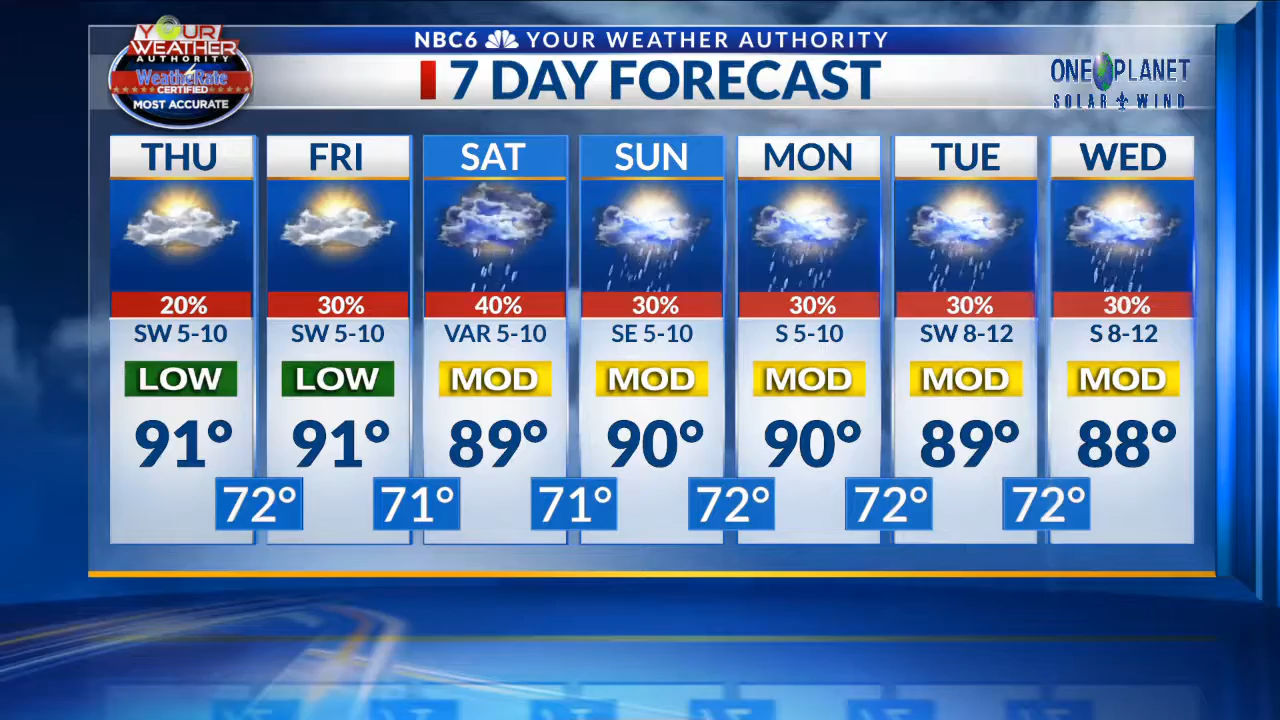 YOUR
WEATHER
AUTHORITY
WeatheRate
CERTIFIED
MOST ACCURATE
NBC6 YOUR WEATHER AUTHORITY
7 DAY FORECAST
ONE PLANET
SOLAR WIND
THU FRI SAT SUN MON TUE WED
20% 30% 40% 30% 30% 30% 30%
SW 5-10 SW 5-10 VAR 5-10 SE 5-10 S 5-10 SW 8-12 S 8-12
LOW LOW MOD MOD MOD MOD MOD
91° 91° 89° 90° 90° 89° 88°
72° 71° 71° 72° 72° 72°